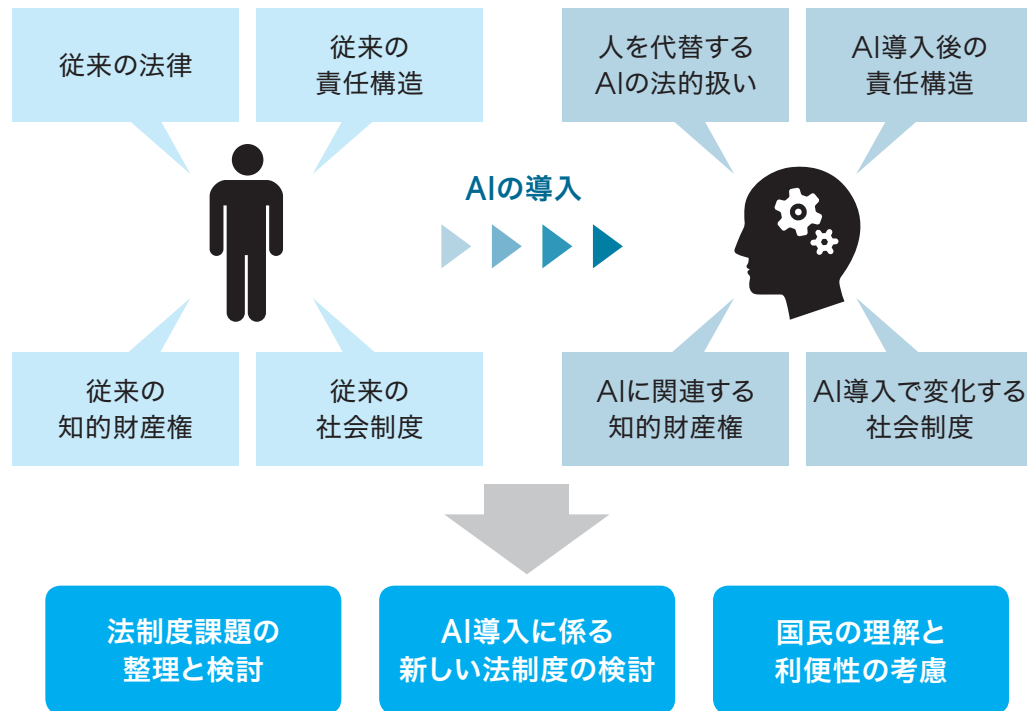 従来の法律
従来の
責任構造
人を代替する
AIの法的扱い
AI導入後の
責任構造
AIの導入
従来の
知的財産権
従来の
社会制度
AIに関連する
知的財産権
AI導入で変化する
社会制度
法制度課題の
整理と検討
AI導入に係る
新しい法制度の検討
国民の理解と
利便性の考慮